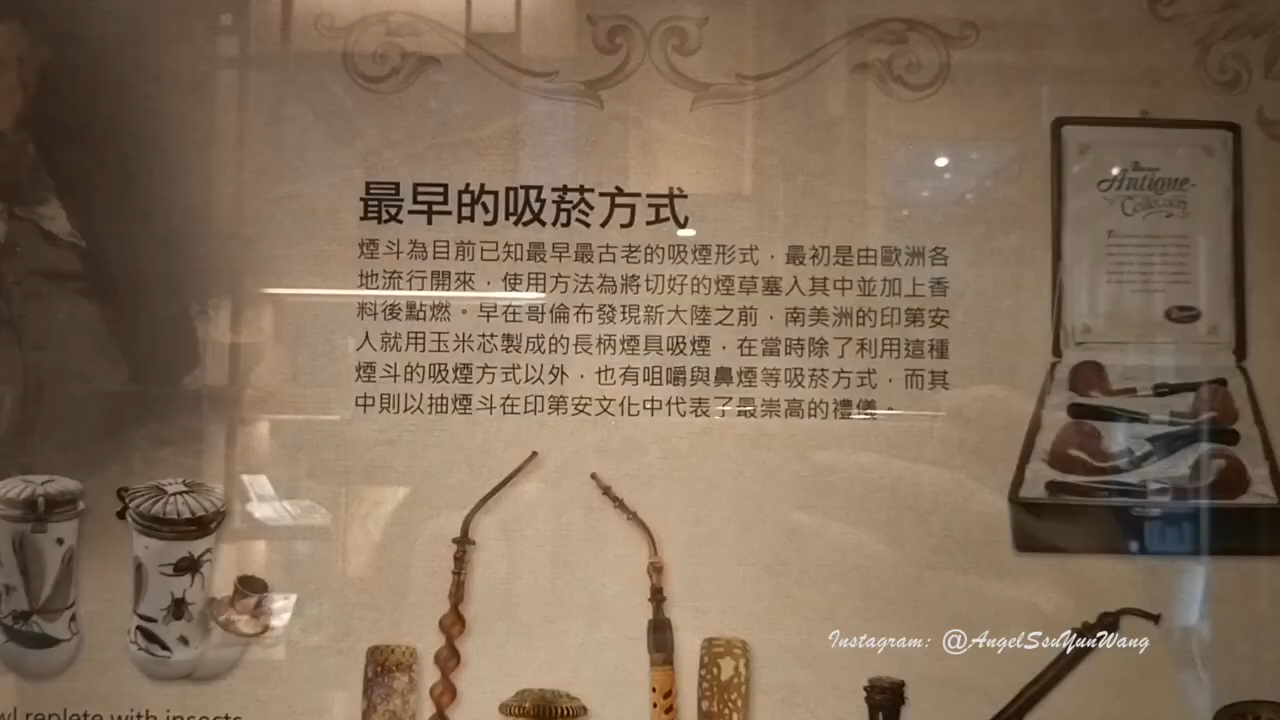 最早的吸菸方式
煙斗為目前已知最早最古老的吸煙形式，最初是由歐洲各
地流行開來，使用方法為將切好的煙草塞入其中並加上香
料後點燃。早在哥倫布發現新大陸之前，南美洲的印第安
人就用玉米芯製成的長柄煙具吸煙，在當時除了利用這種
煙斗的吸煙方式以外，也有咀嚼與鼻煙等吸菸方式，而其
中則以抽煙斗在印第安文化中代表了最崇高的禮儀。
Antique
Collection
Instagram: @AngelSsuYunWang
replete with insects